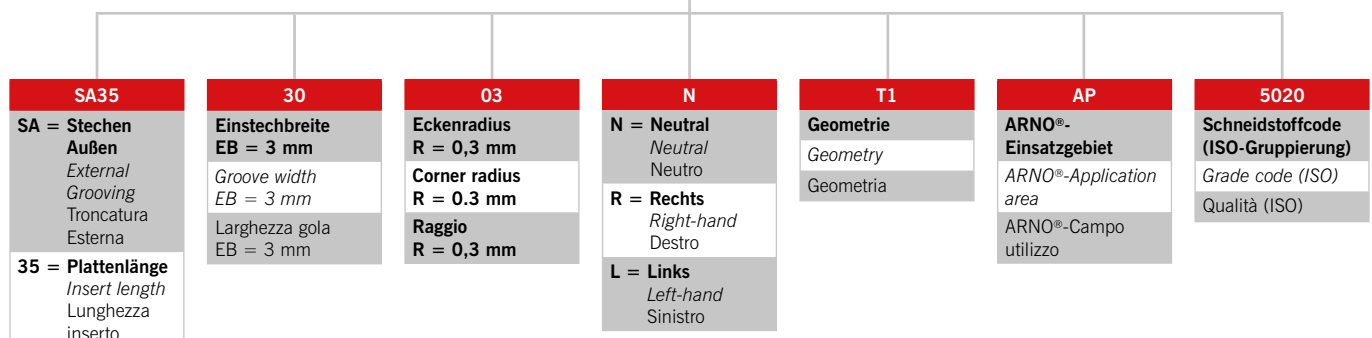 SA35
SA = Stechen
Außen
External
Grooving
Troncatura
Esterna
35 = Plattenlänge
Insert length
Lunghezza
inserto
30
Einstechbreite
EB = 3 mm
Groove width
EB = 3 mm
Larghezza gola
EB = 3 mm
03
Eckenradius
R = 0,3 mm
Corner radius
R = 0.3 mm
Raggio
R = 0,3 mm
N
N = Neutral
Neutral
Neutro
R = Rechts
Right-hand
Destro
L = Links
Left-hand
Sinistro
T1
Geometrie
Geometry
Geometria
AP
ARNO®-
Einsatzgebiet
ARNO®-Application
area
ARNO®-Campo
utilizzo
5020
Schneidstoffcode
(ISO-Gruppierung)
Grade code (ISO)
Qualità (ISO)